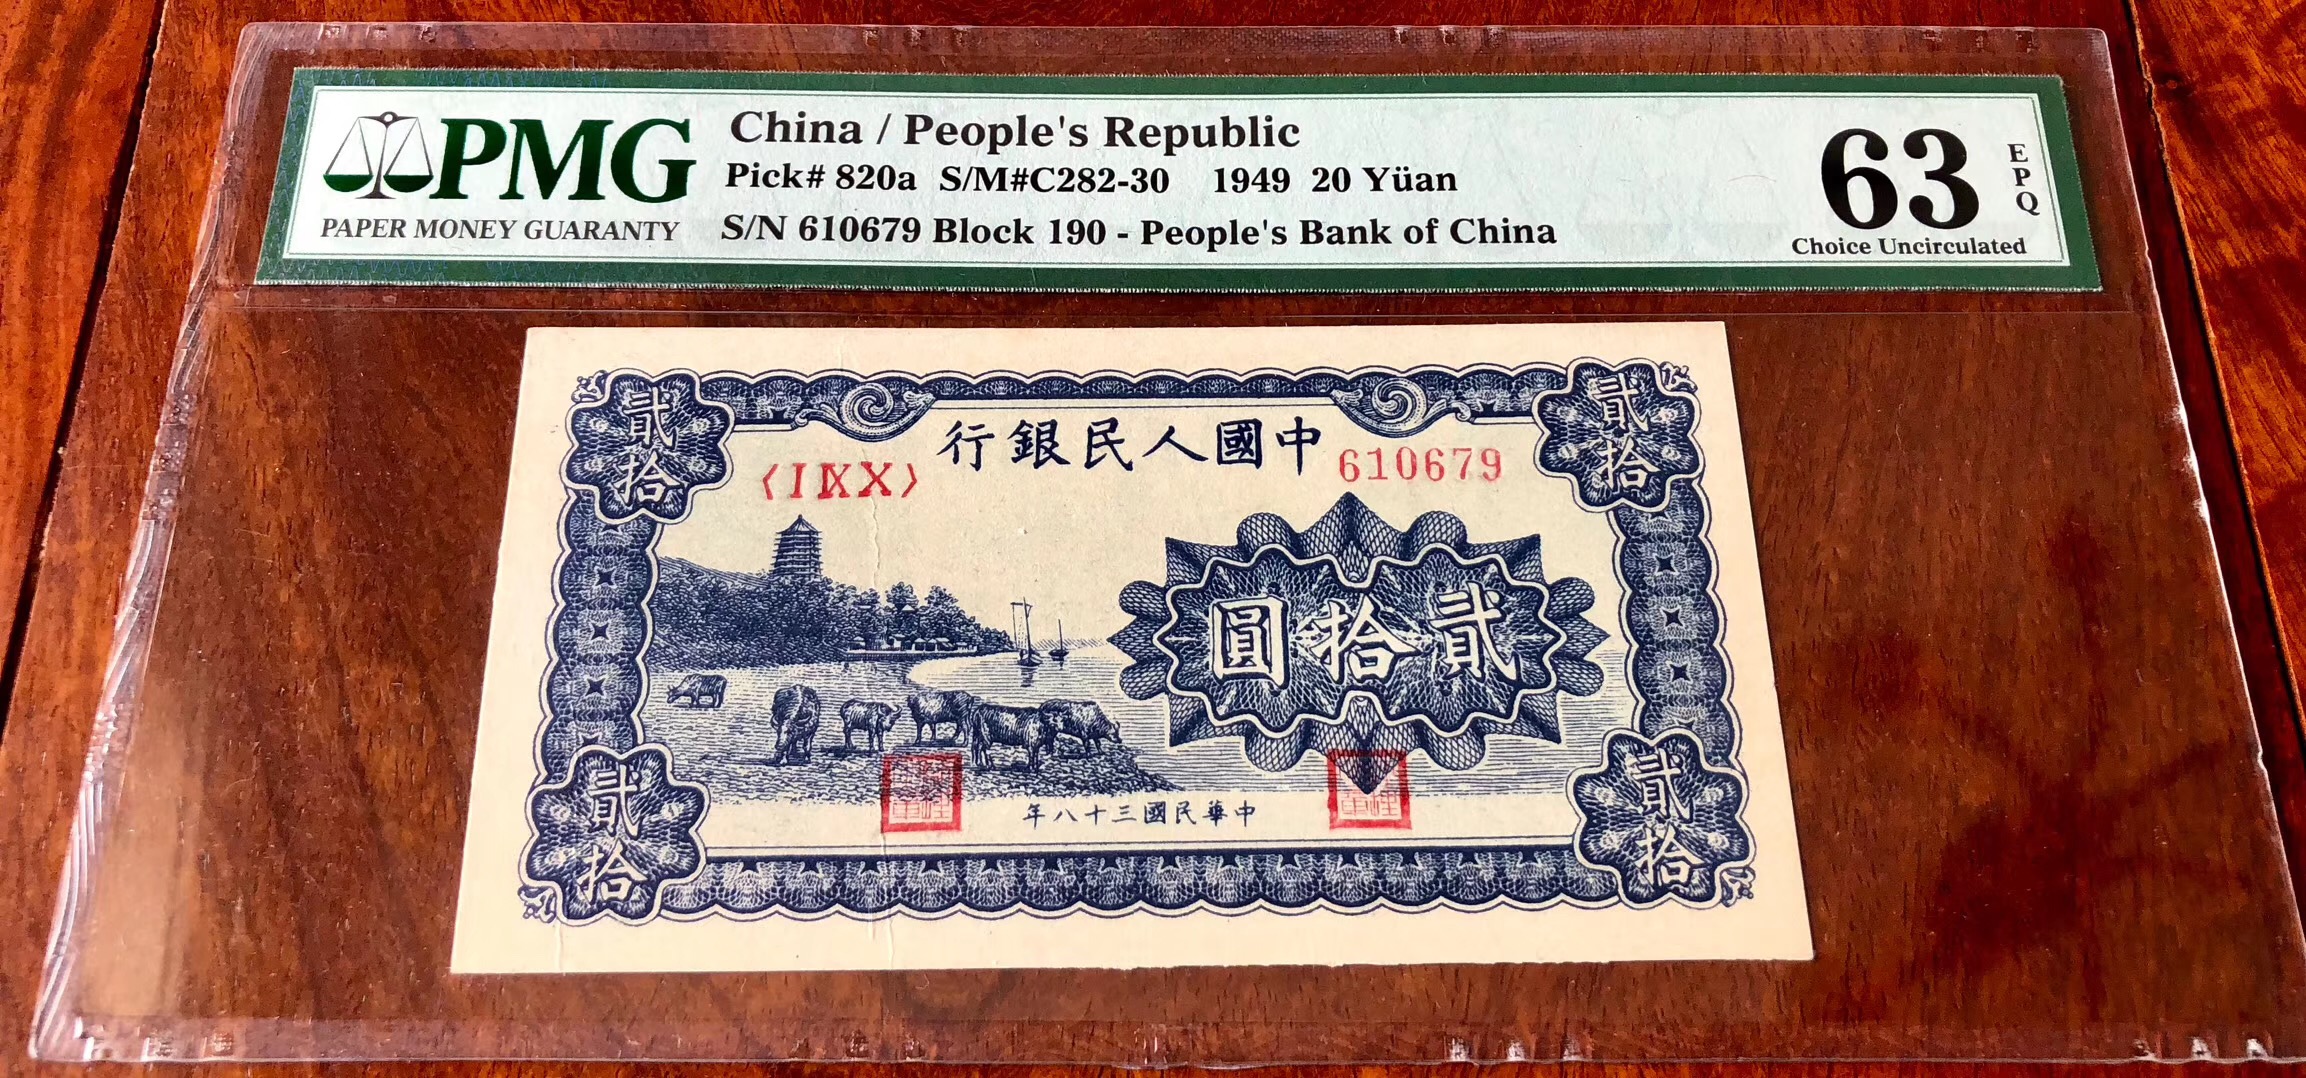 PMG
PAPER MONEY GUARANTY
China / People's Republic
Pick# 820a S/M#C282-30 1949 20 Yüan
S/N 610679 Block 190 - People's Bank of China
63
EPQ
Choice Uncirculated
貳拾
貳拾
中國人民銀行
610679
貳拾圓
中華民國三十八年
貳拾
貳拾